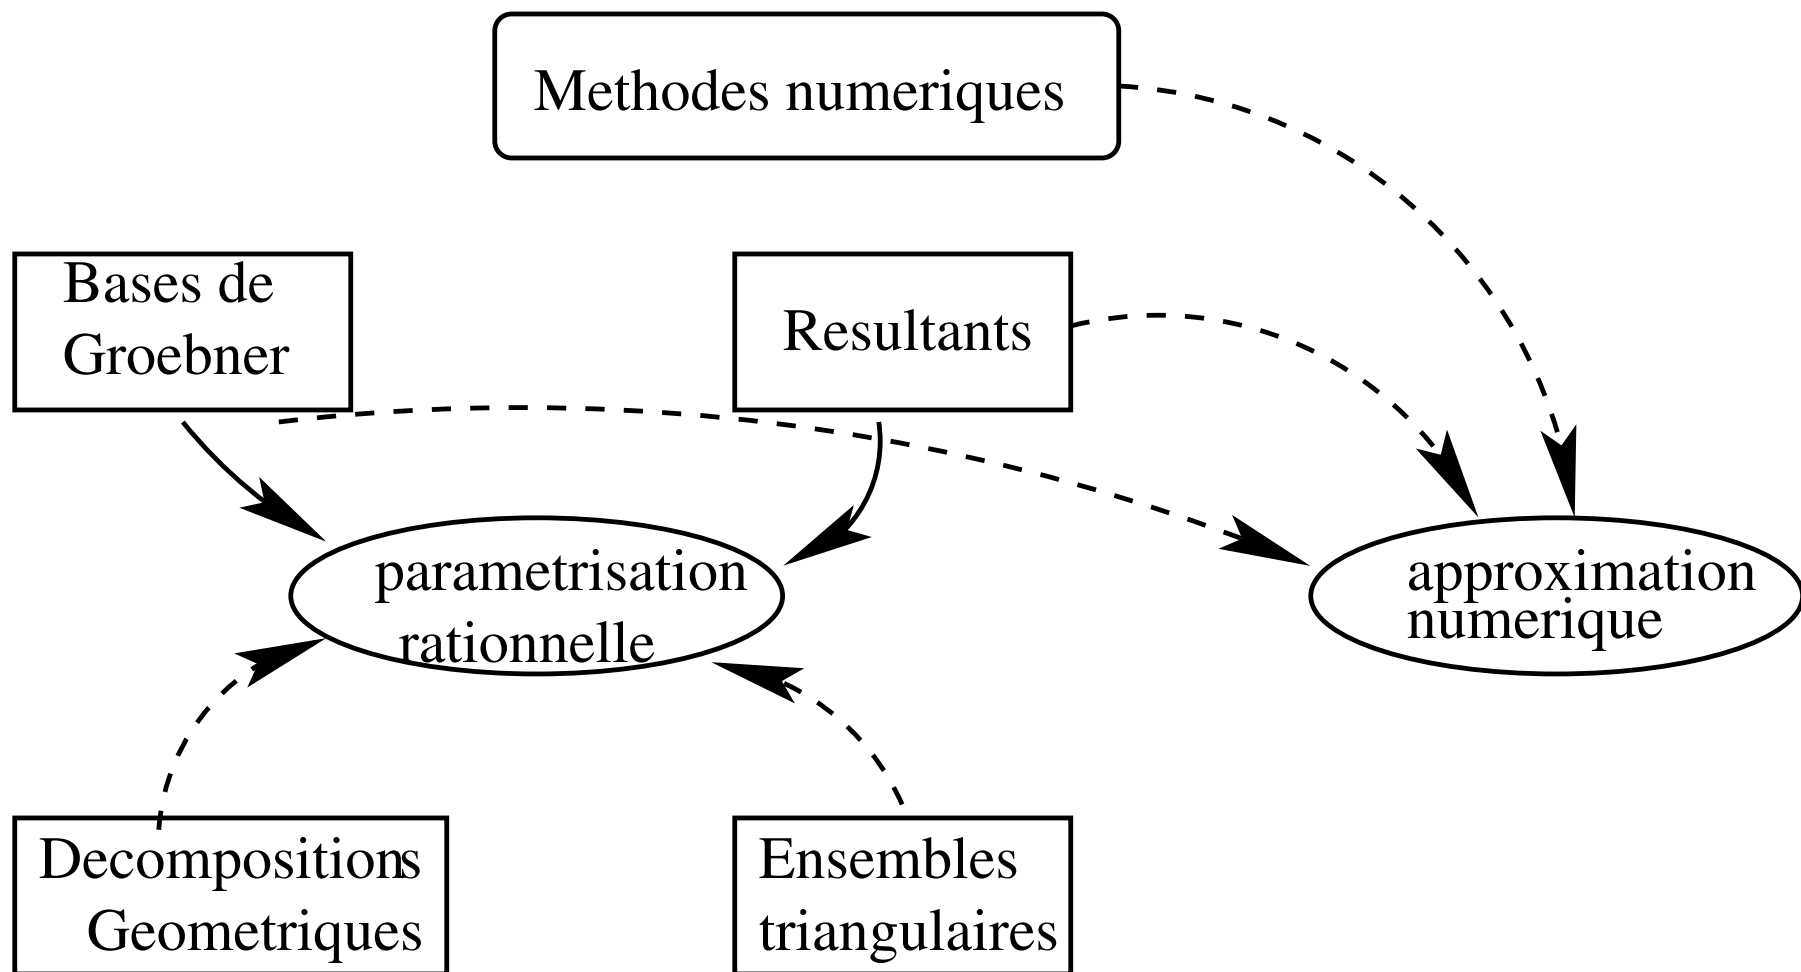 Methodes numeriques
Bases de
Groebner
Resultants
parametrisation
rationnelle
approximation
numerique
Decompositions
Geometriques
Ensembles
triangulaires